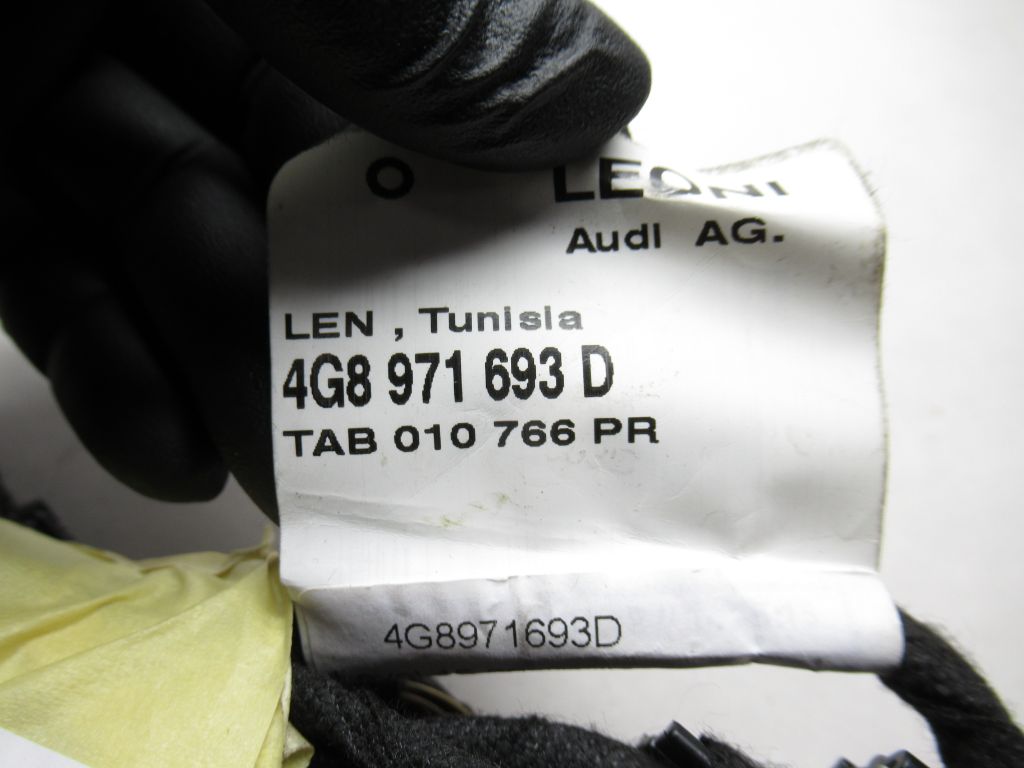 O LEONI
Audi AG.
LEN , Tunisia
4G8 971 693 D
TAB 010 766 PR
4G8971693D